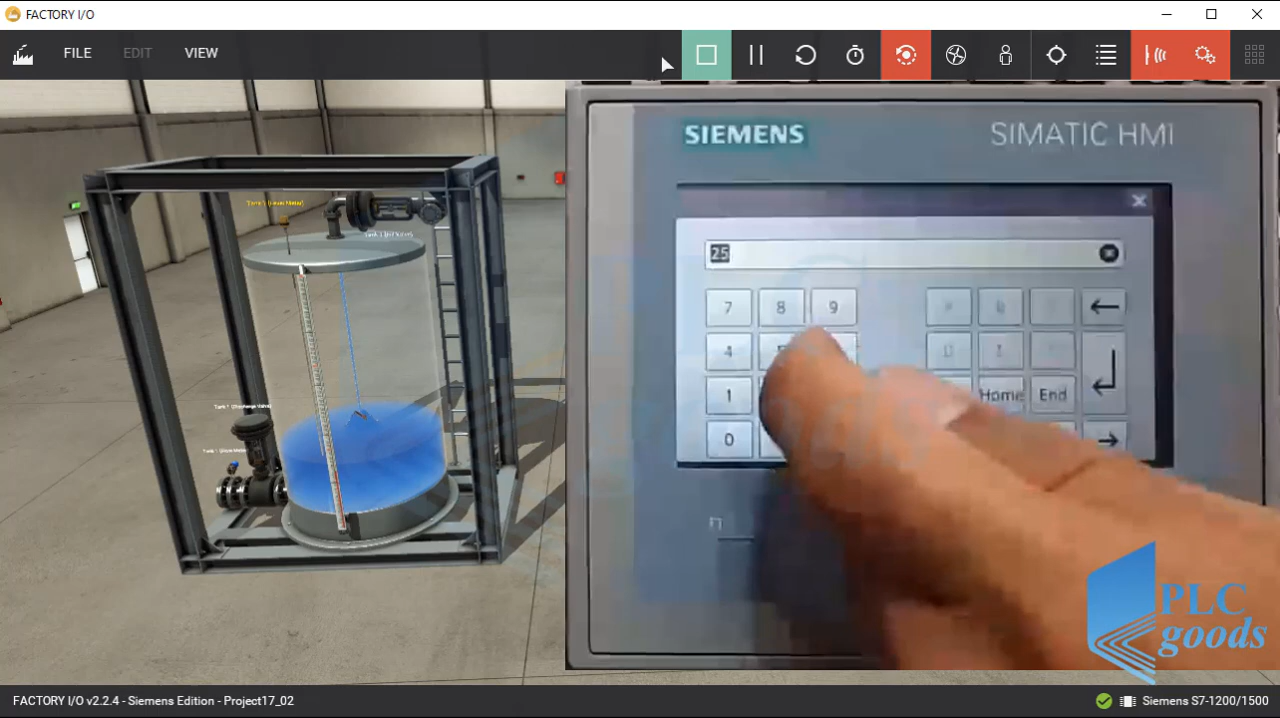 FACTORY I/O
FILE
EDIT
VIEW
SIEMENS
SIMATIC HMI
25
7 8 9
4
1
0
Home End
F1
PLC
goods
FACTORY I/O v2.2.4 - Siemens Edition - Project17_02
Siemens S7-1200/1500